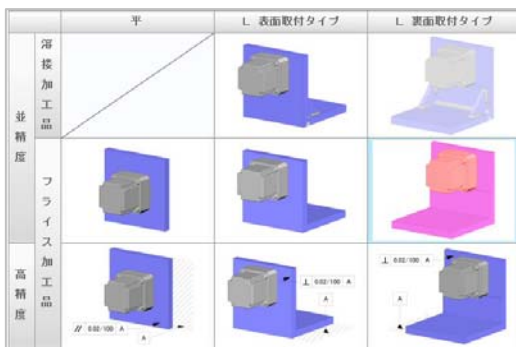 平
L 表面取付タイプ
L 裏面取付タイプ
並精度
溶接加工品
フライス加工品
高精度
// 0.02/100 A
A
⊥ 0.02/100 A
A
⊥ 0.02/100 A
A